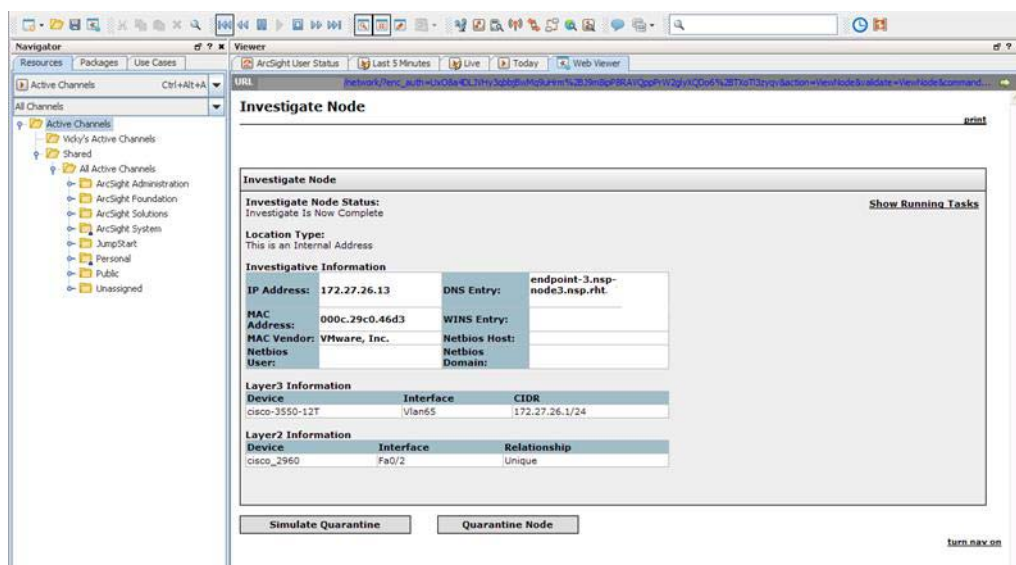 Navigator
Resources Packages Use Cases
Active Channels Ctrl+Alt+A
All Channels
Active Channels
Vicky's Active Channels
Shared
All Active Channels
ArcSight Administration
ArcSight Foundation
ArcSight Solutions
ArcSight System
JumpStart
Personal
Public
Unassigned
Viewer
ArcSight User Status Last 5 Minutes Live Today Web Viewer
URL
Investigate Node
print
Investigate Node
Investigate Node Status:
Investigate Is Now Complete
Show Running Tasks
Location Type:
This is an Internal Address
Investigative Information
IP Address: 172.27.26.13 DNS Entry: endpoint-3.nsp-node3.nsp.rht.
MAC Address: 000c.29c0.46d3 WINS Entry:
MAC Vendor: VMware, Inc. Netbios Host:
Netbios User: Netbios Domain:
Layer3 Information
Device Interface CIDR
cisco-3550-12T Vlan65 172.27.26.1/24
Layer2 Information
Device Interface Relationship
cisco_2960 Fa0/2 Unique
Simulate Quarantine Quarantine Node
turn nav on